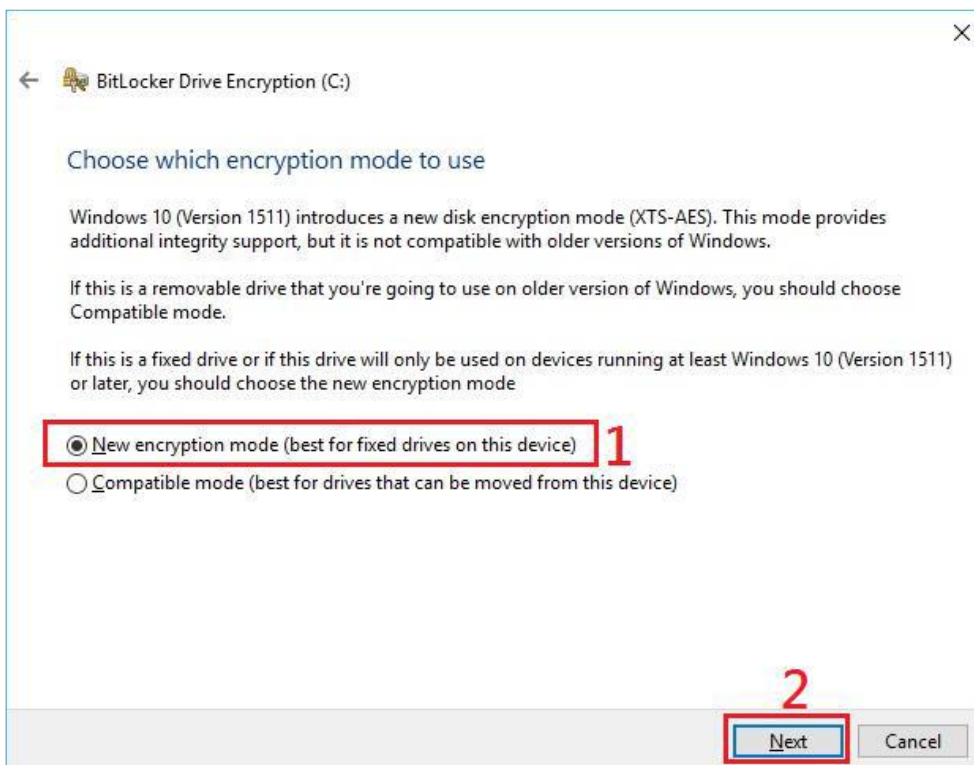 BitLocker Drive Encryption (C:)
Choose which encryption mode to use
Windows 10 (Version 1511) introduces a new disk encryption mode (XTS-AES). This mode provides
additional integrity support, but it is not compatible with older versions of Windows.
If this is a removable drive that you're going to use on older version of Windows, you should choose
Compatible mode.
If this is a fixed drive or if this drive will only be used on devices running at least Windows 10 (Version 1511)
or later, you should choose the new encryption mode
New encryption mode (best for fixed drives on this device) 1
Compatible mode (best for drives that can be moved from this device)
2
Next Cancel